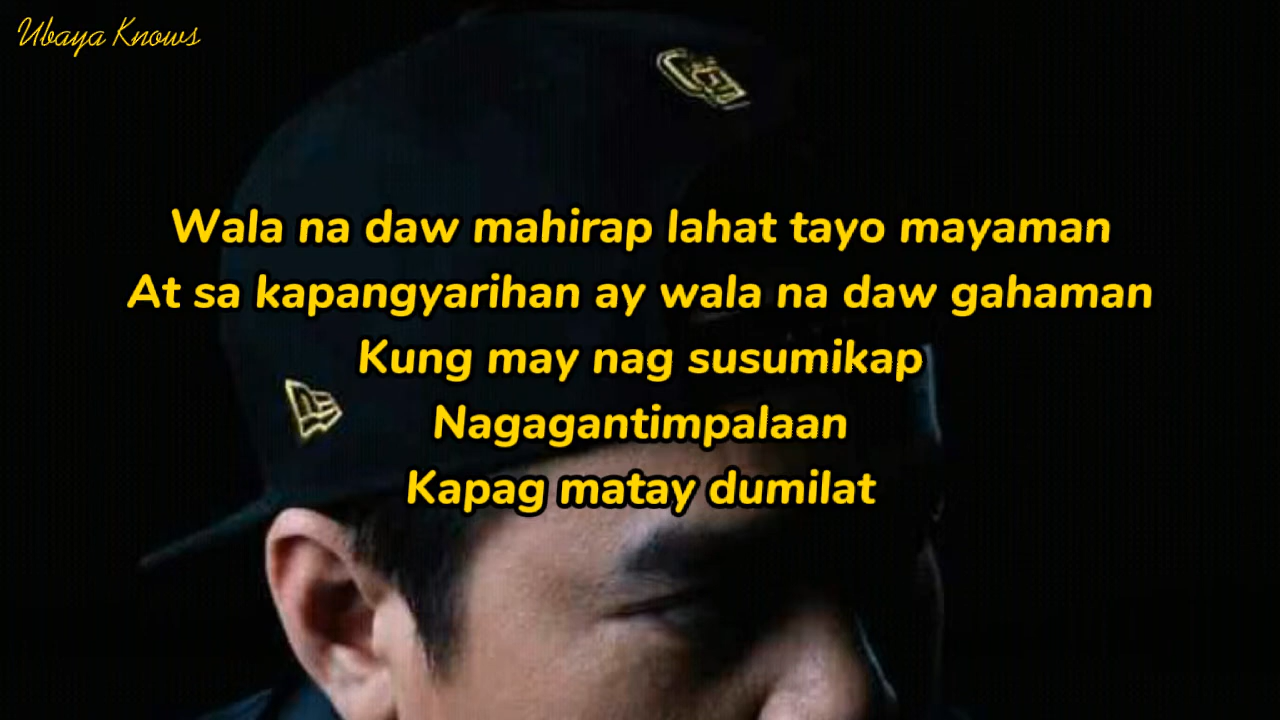 Ubaya Knows
Wala na daw mahirap lahat tayo mayaman
At sa kapangyarihan ay wala na daw gahaman
Kung may nag susumikap
Nagagantimpalaan
Kapag matay dumilat